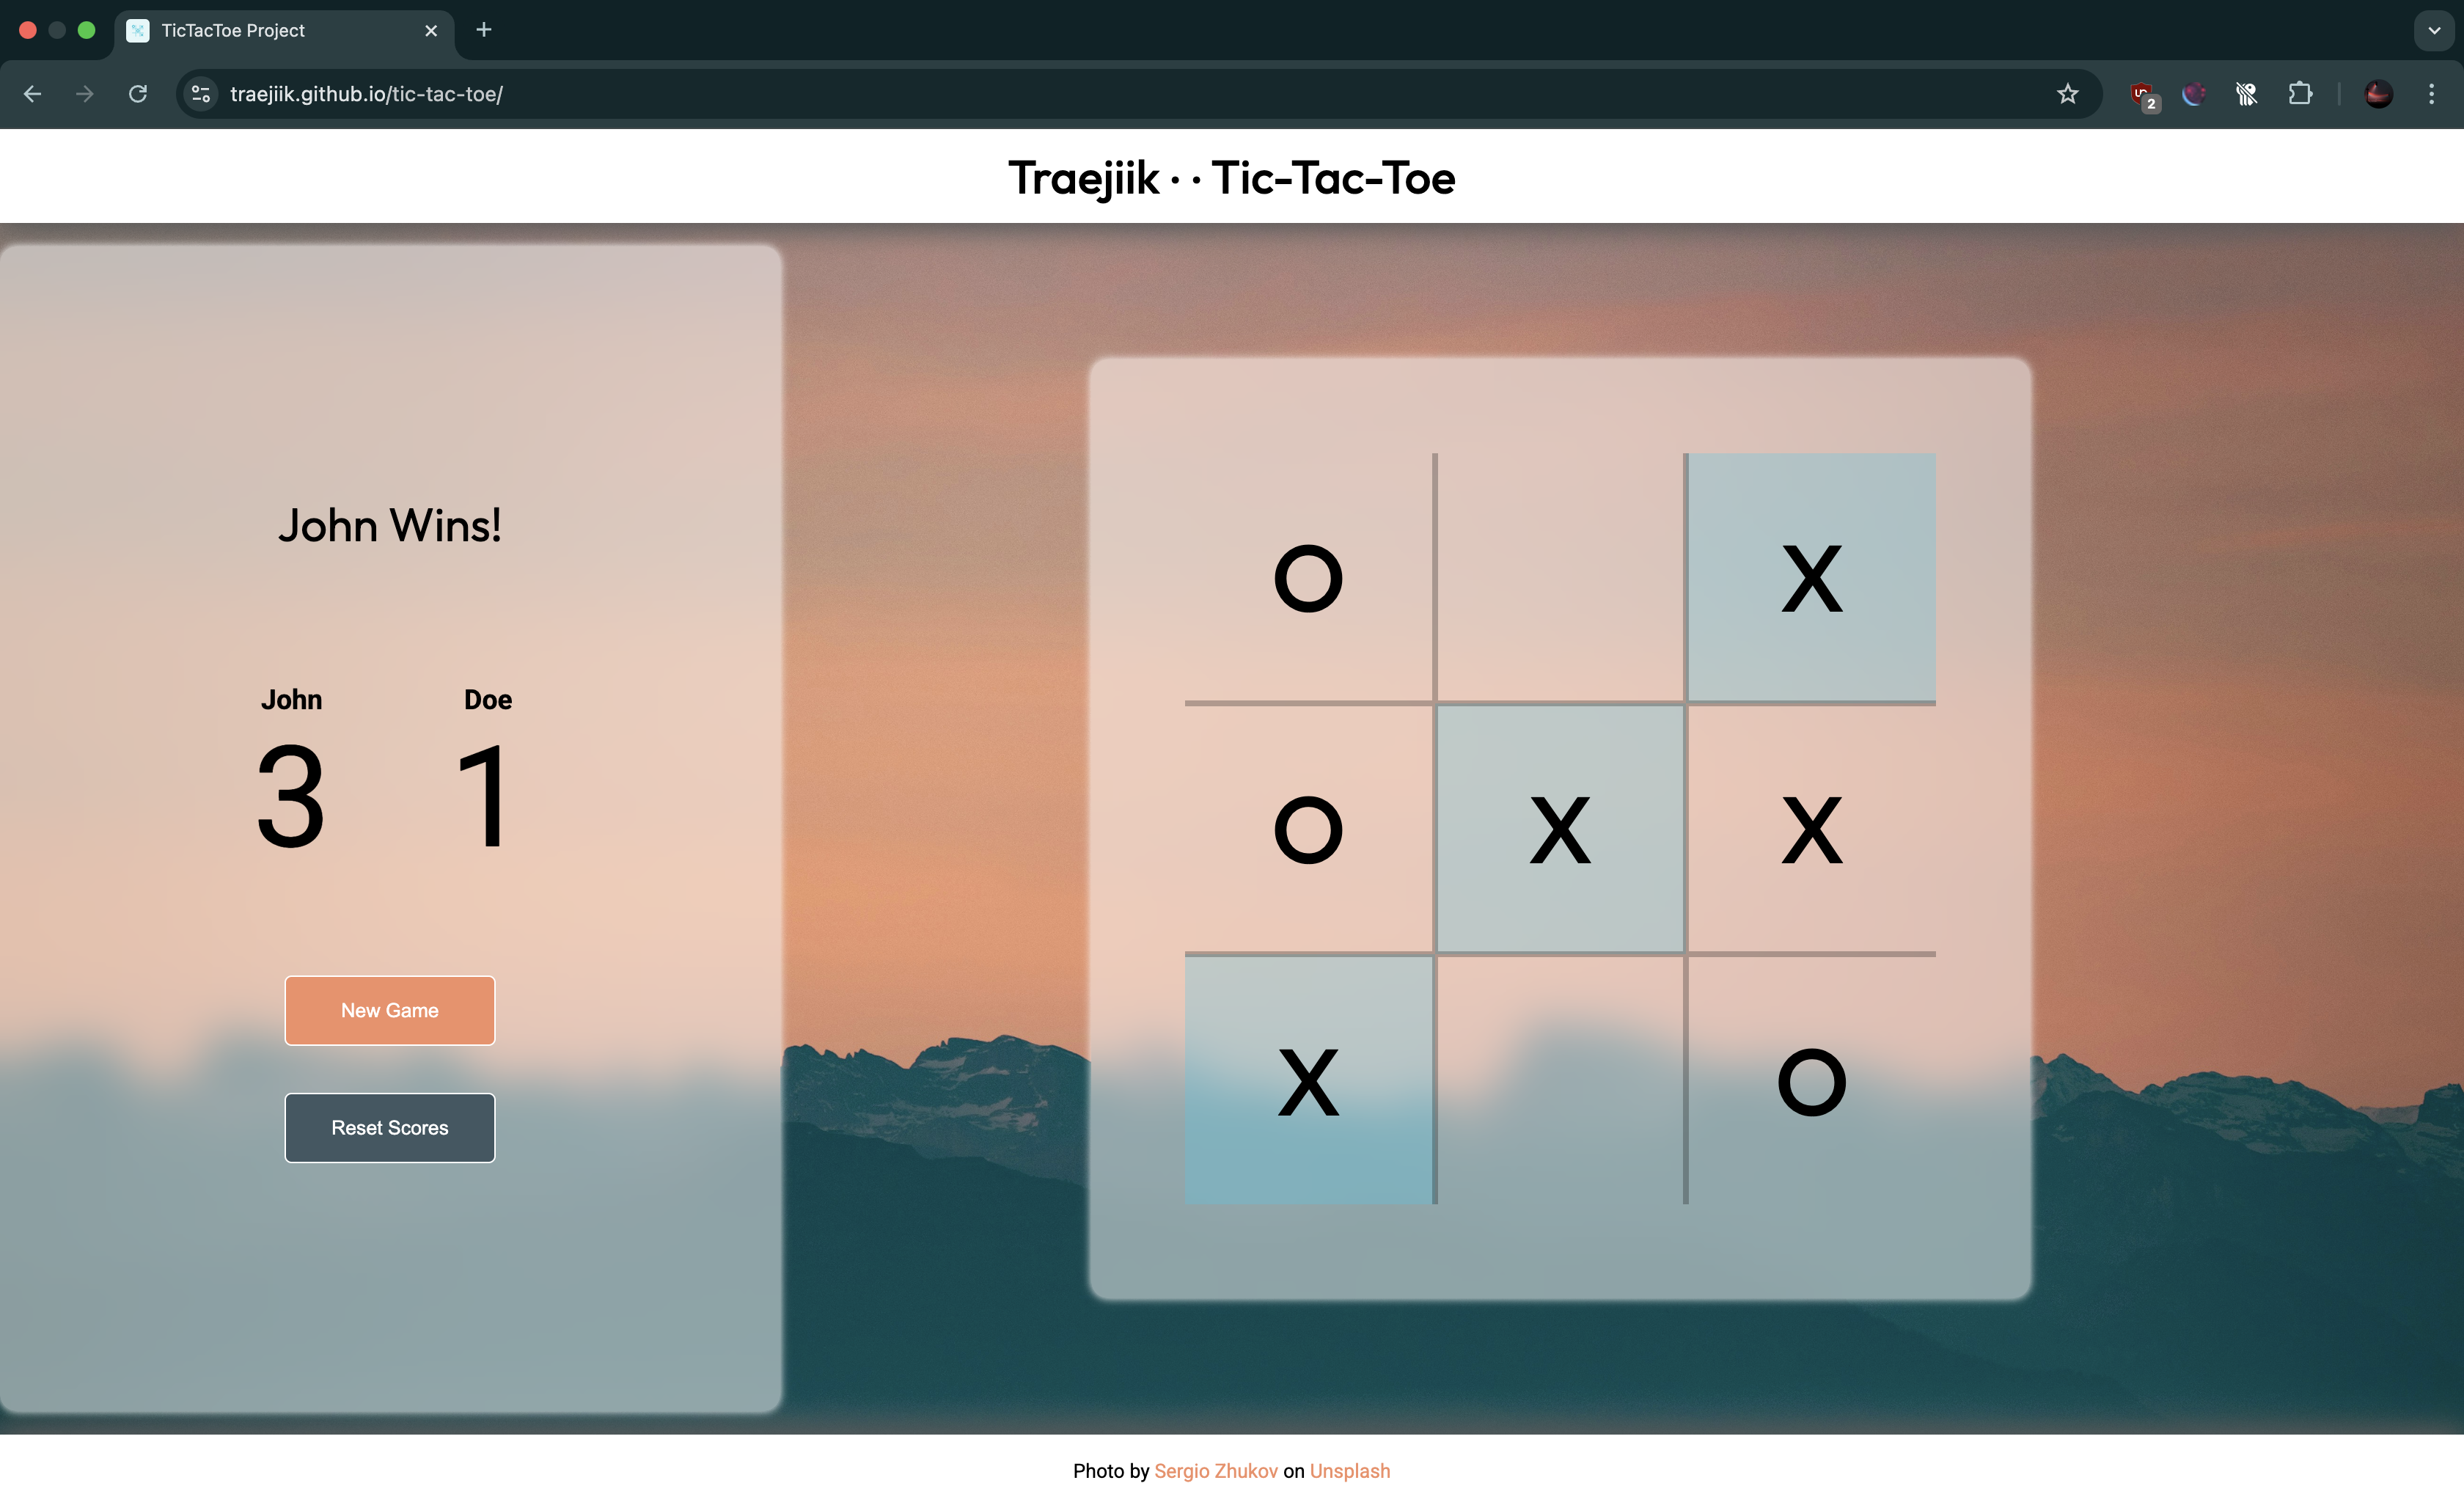 TicTacToe Project
traejiik.github.io/tic-tac-toe/
2
Traejiik · · Tic-Tac-Toe
John Wins!
John Doe
3 1
New Game
Reset Scores
O X
O X X
X O
Photo by Sergio Zhukov on Unsplash